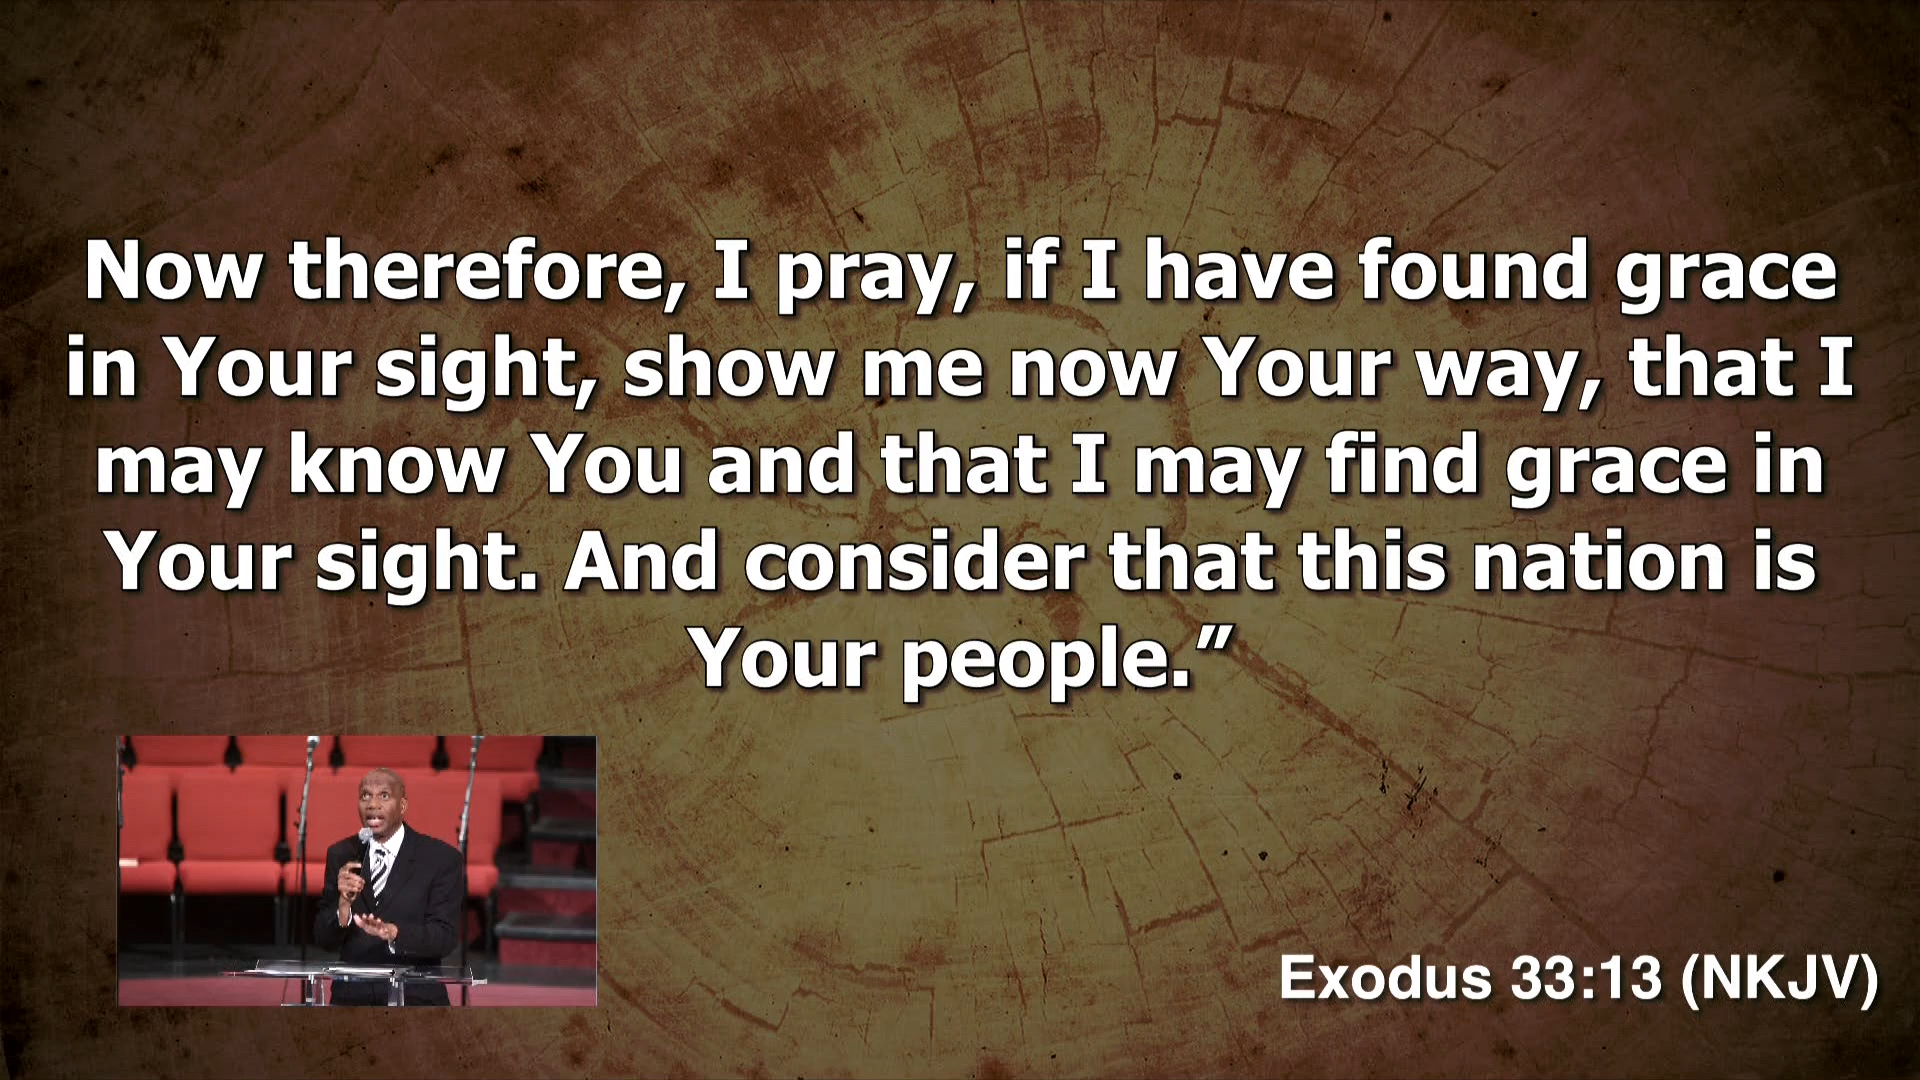 Now therefore, I pray, if I have found grace
in Your sight, show me now Your way, that I
may know You and that I may find grace in
Your sight. And consider that this nation is
Your people.”
Exodus 33:13 (NKJV)